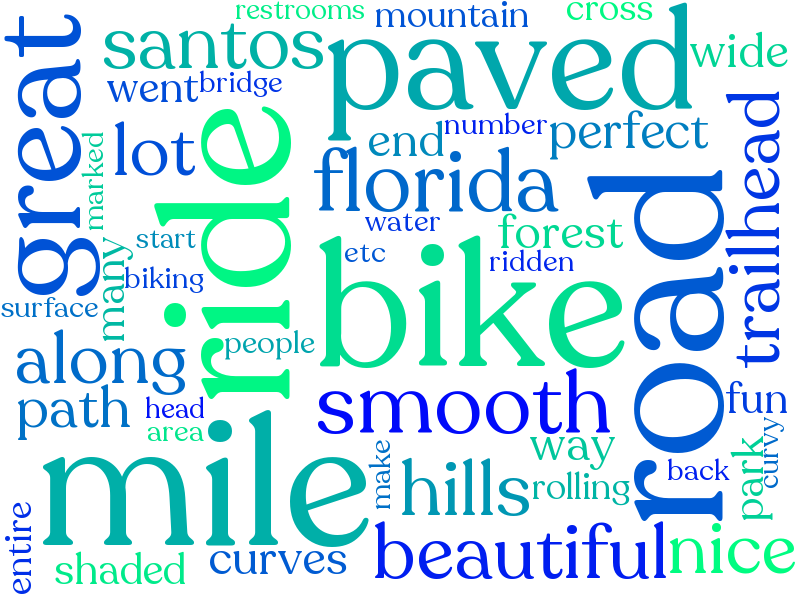 restrooms
mountain
cross
great
santos
paved
wide
went
bridge
number
perfect
trailhead
lot
ride
end
florida
marked
water
forest
road
start
etc
ridden
many
biking
bike
surface
people
along
path
head
smooth
fun
area
mile
way
curvy
make
hills
rolling
back
park
entire
shaded
curves
beautiful
nice